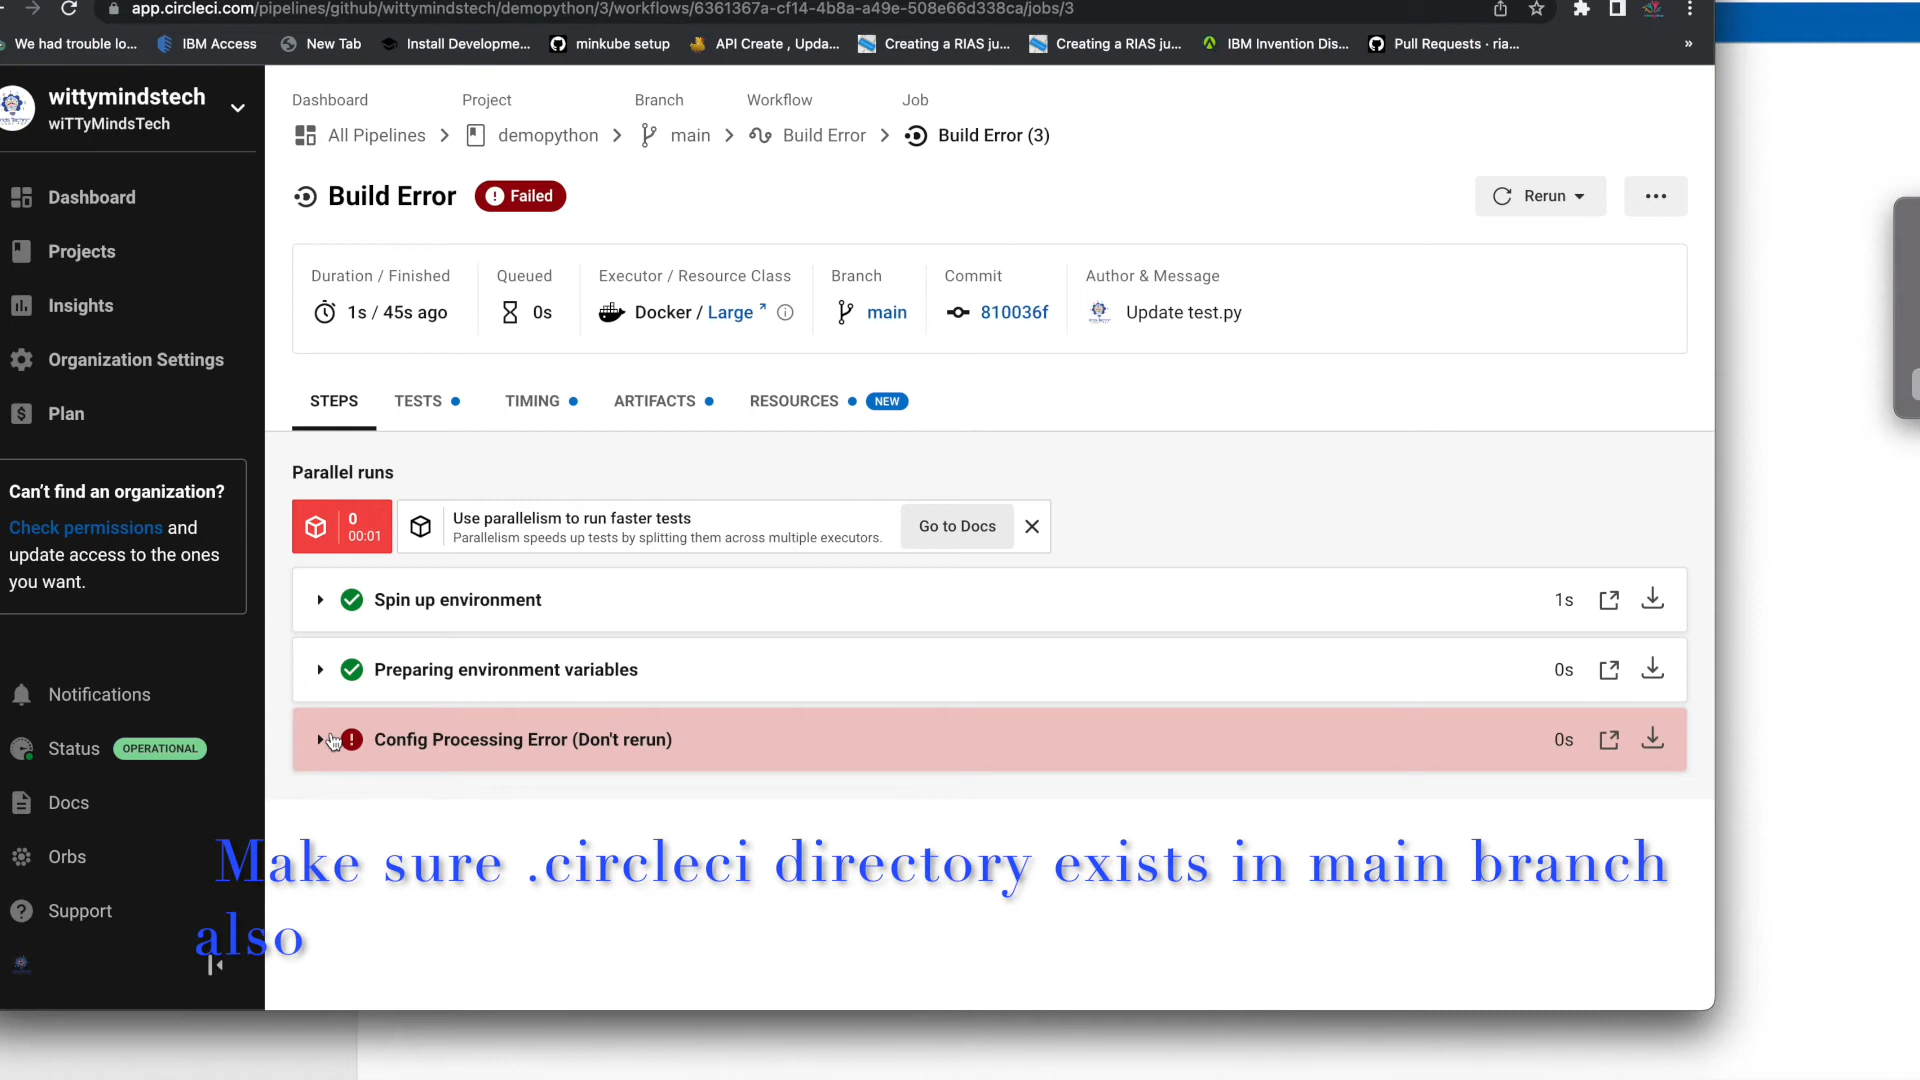 app.circleci.com/pipelines/github/wittymindstech/demopython/3/workflows/6361367a-cf14-4b8a-a49e-508e66d338ca/jobs/3
We had trouble lo... IBM Access New Tab Install Developme... minkube setup API Create , Upda... Creating a RIAS ju... Creating a RIAS ju... IBM Invention Dis... Pull Requests · ria... »
wittymindstech
wiTTyMindsTech
Dashboard
Projects
Insights
Organization Settings
Plan
Can't find an organization?
Check permissions and
update access to the ones
you want.
Notifications
Status OPERATIONAL
Docs
Orbs
Support
Dashboard Project Branch Workflow Job
All Pipelines > demopython > main > Build Error > Build Error (3)
Build Error Failed Rerun
Duration / Finished Queued Executor / Resource Class Branch Commit Author & Message
1s / 45s ago 0s Docker / Large main 810036f Update test.py
STEPS TESTS TIMING ARTIFACTS RESOURCES NEW
Parallel runs
0
00:01
Use parallelism to run faster tests
Parallelism speeds up tests by splitting them across multiple executors.
Go to Docs
Spin up environment 1s
Preparing environment variables 0s
Config Processing Error (Don't rerun) 0s
Make sure .circleci directory exists in main branch
also